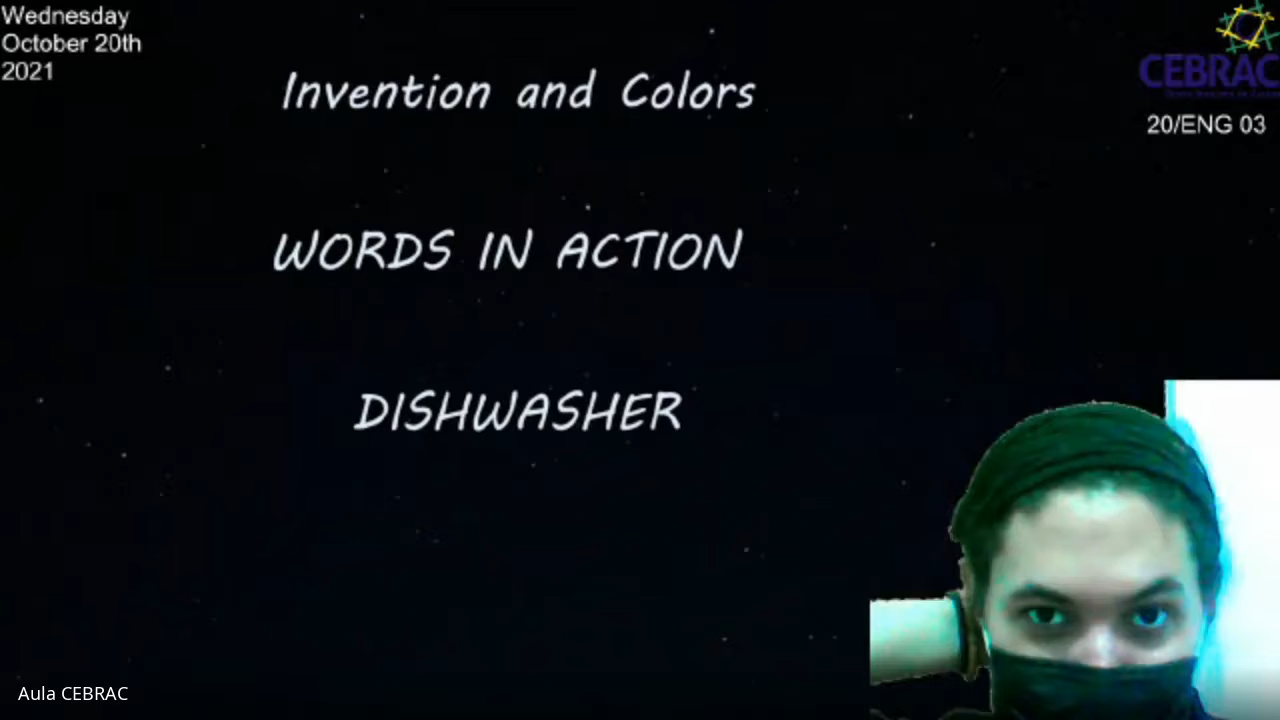 Wednesday
October 20th
2021
CEBRAC
20/ENG 03
Invention and Colors
WORDS IN ACTION
DISHWASHER
Aula CEBRAC